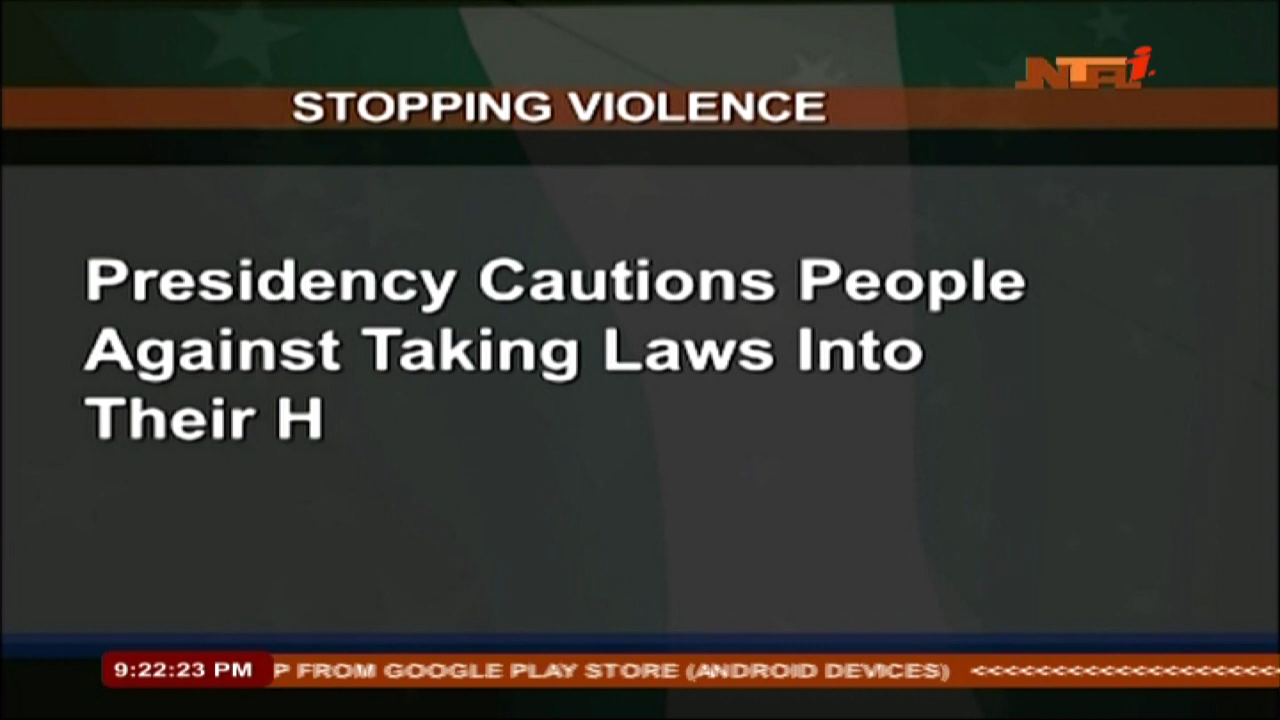 NTAi.
STOPPING VIOLENCE
Presidency Cautions People
Against Taking Laws Into
Their H
9:22:23 PM P FROM GOOGLE PLAY STORE (ANDROID DEVICES) <<<<<<<<<<<<<<<<<<<<